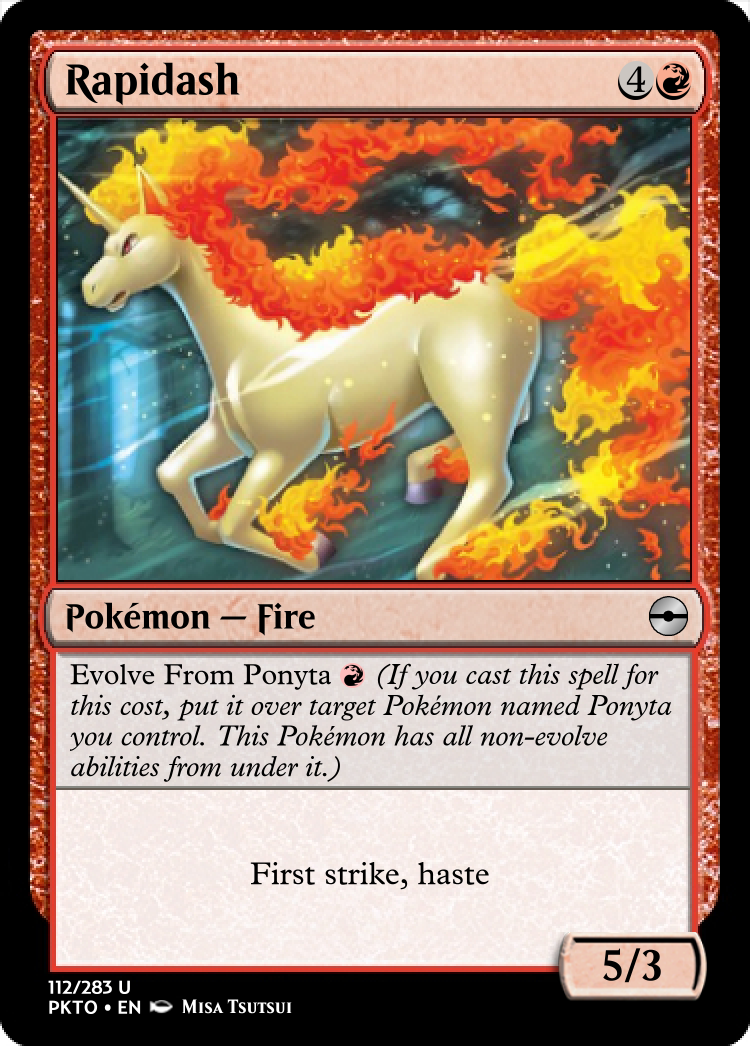 Rapidash 4
Pokémon — Fire
Evolve From Ponyta (If you cast this spell for
this cost, put it over target Pokémon named Ponyta
you control. This Pokémon has all non-evolve
abilities from under it.)
First strike, haste
5/3
112/283 U
PKTO • EN Misa Tsutsui